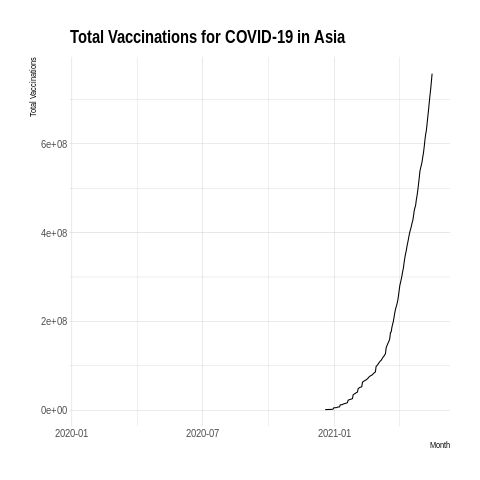 Total Vaccinations for COVID-19 in Asia
Total Vaccinations
6e+08
4e+08
2e+08
0e+00
2020-01 2020-07 2021-01
Month